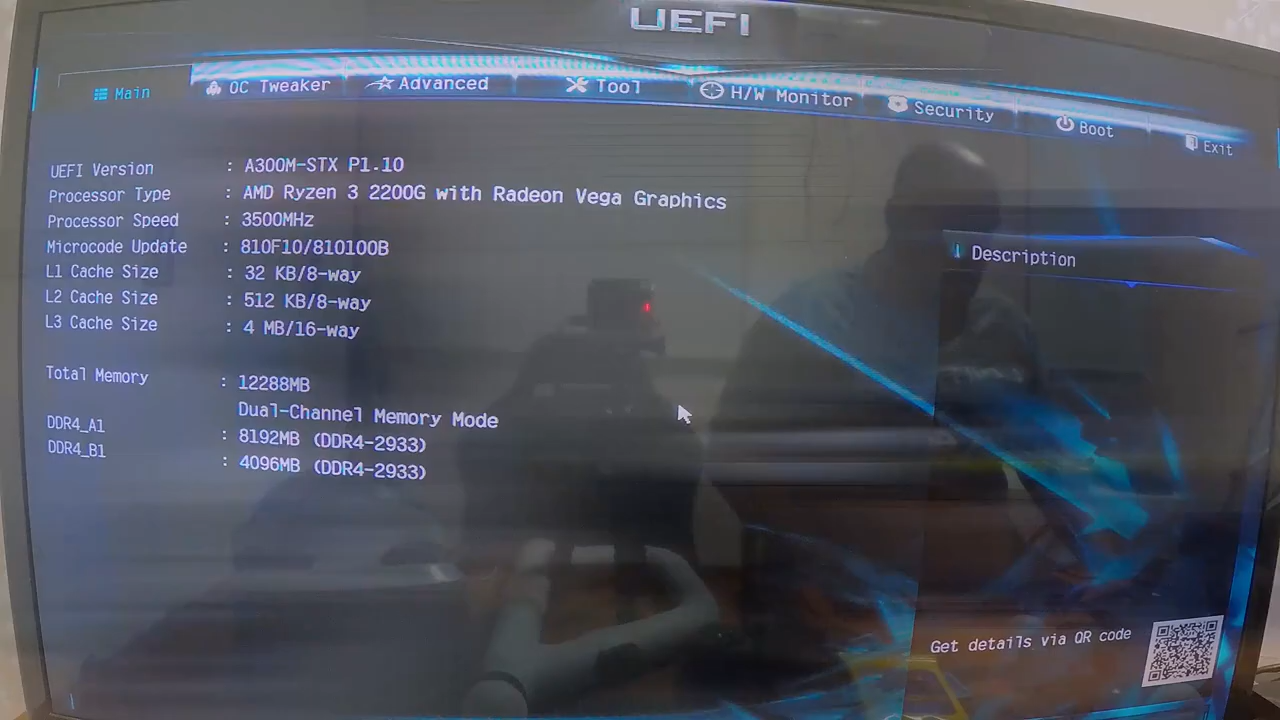 UEFI
Main OC Tweaker Advanced Tool H/W Monitor Security Boot Exit
UEFI Version : A300M-STX P1.10
Processor Type : AMD Ryzen 3 2200G with Radeon Vega Graphics
Processor Speed : 3500MHz
Microcode Update : 810F10/810100B
L1 Cache Size : 32 KB/8-way
L2 Cache Size : 512 KB/8-way
L3 Cache Size : 4 MB/16-way
Total Memory : 12288MB
Dual-Channel Memory Mode
DDR4_A1 : 8192MB (DDR4-2933)
DDR4_B1 : 4096MB (DDR4-2933)
Description
Get details via QR code